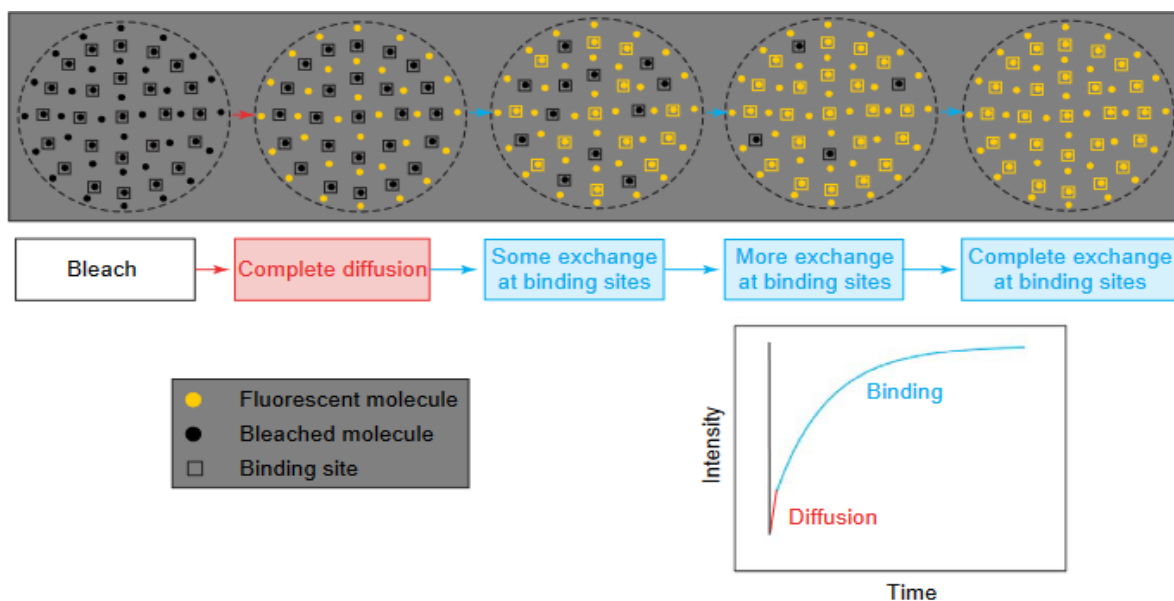 Bleach
Complete diffusion
Some exchange
at binding sites
More exchange
at binding sites
Complete exchange
at binding sites
Fluorescent molecule
Bleached molecule
Binding site
Intensity
Binding
Diffusion
Time